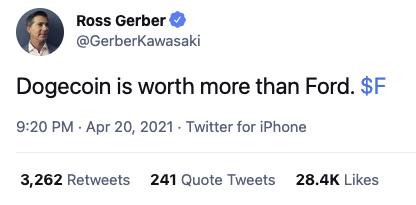 Ross Gerber
@GerberKawasaki
Dogecoin is worth more than Ford. $F
9:20 PM · Apr 20, 2021 · Twitter for iPhone
3,262 Retweets 241 Quote Tweets 28.4K Likes